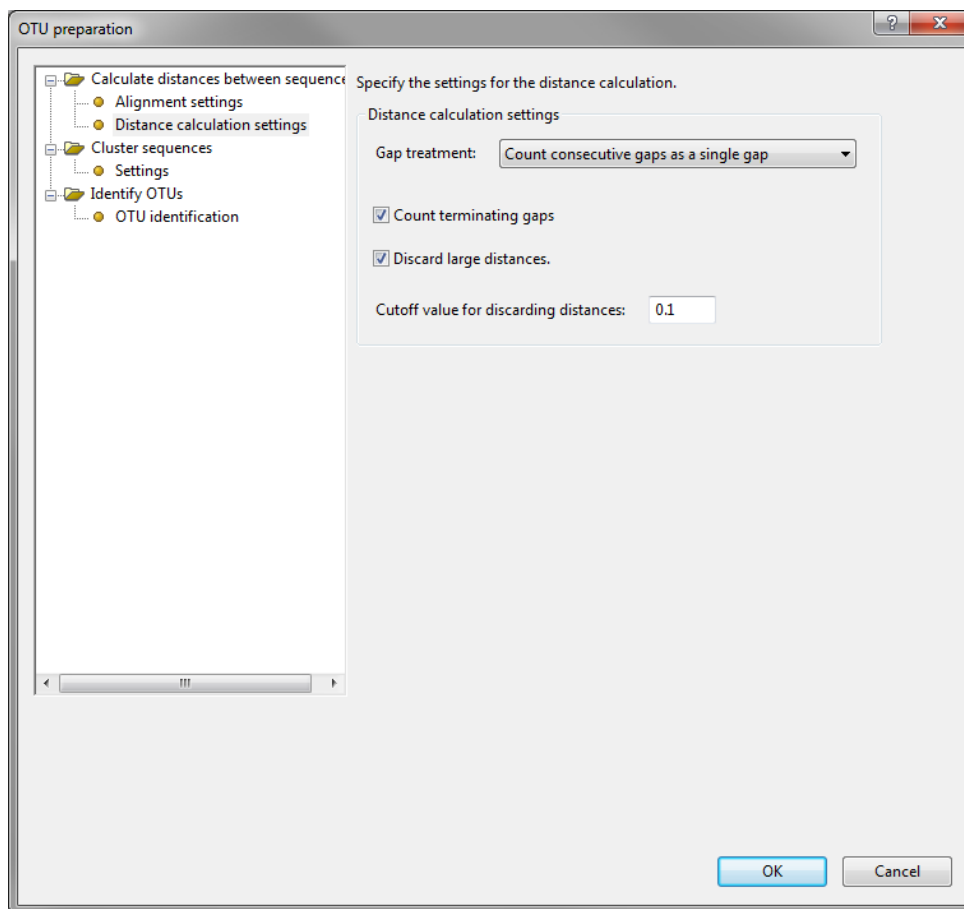 OTU preparation
?
Calculate distances between sequence
Alignment settings
Distance calculation settings
Cluster sequences
Settings
Identify OTUs
OTU identification
Specify the settings for the distance calculation.
Distance calculation settings
Gap treatment: Count consecutive gaps as a single gap
Count terminating gaps
Discard large distances.
Cutoff value for discarding distances: 0.1
OK Cancel